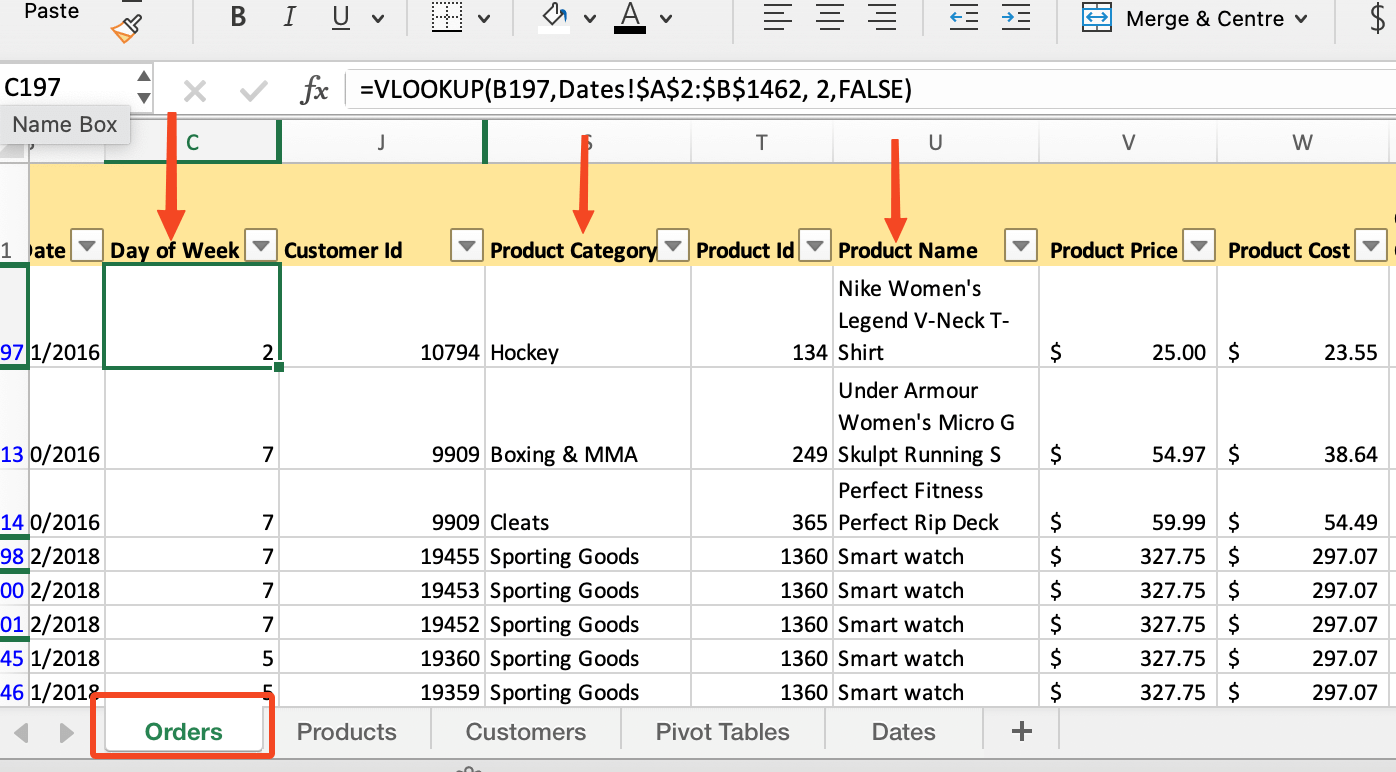 Paste B I U A Merge & Centre $
C197 fx =VLOOKUP(B197,Dates!$A$2:$B$1462, 2,FALSE)
Name Box
C J S T U V W
1 Date Day of Week Customer Id Product Category Product Id Product Name Product Price Product Cost
Nike Women's
Legend V-Neck T-
97 1/2016 2 10794 Hockey 134 Shirt $ 25.00 $ 23.55
Under Armour
Women's Micro G
13 0/2016 7 9909 Boxing & MMA 249 Skulpt Running S $ 54.97 $ 38.64
Perfect Fitness
14 0/2016 7 9909 Cleats 365 Perfect Rip Deck $ 59.99 $ 54.49
98 2/2018 7 19455 Sporting Goods 1360 Smart watch $ 327.75 $ 297.07
00 2/2018 7 19453 Sporting Goods 1360 Smart watch $ 327.75 $ 297.07
01 2/2018 7 19452 Sporting Goods 1360 Smart watch $ 327.75 $ 297.07
45 1/2018 5 19360 Sporting Goods 1360 Smart watch $ 327.75 $ 297.07
46 1/2018 5 19359 Sporting Goods 1360 Smart watch $ 327.75 $ 297.07
Orders Products Customers Pivot Tables Dates +